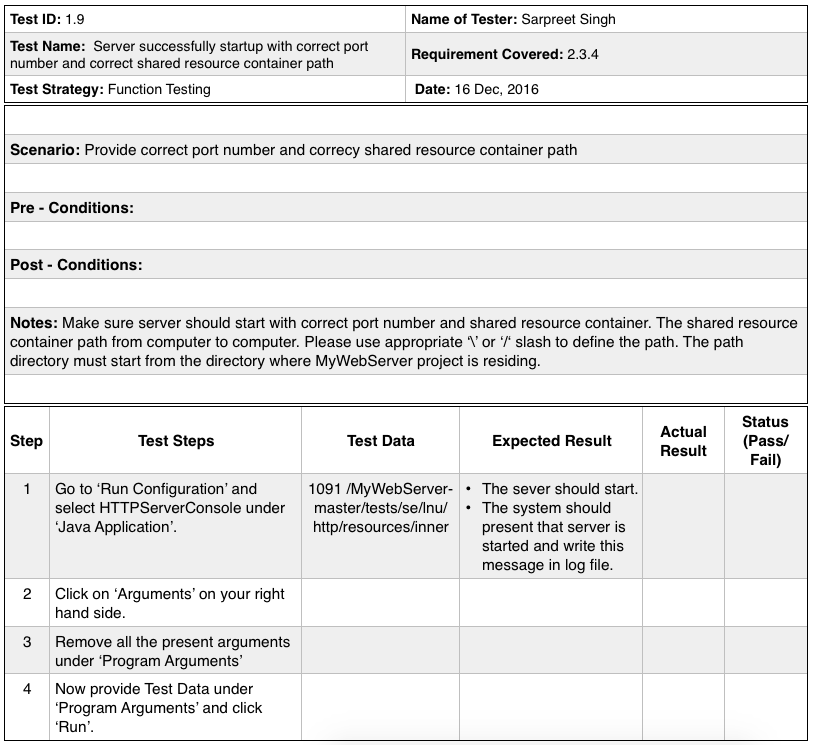 Test ID: 1.9
Name of Tester: Sarpreet Singh
Test Name: Server successfully startup with correct port
number and correct shared resource container path
Requirement Covered: 2.3.4
Test Strategy: Function Testing
Date: 16 Dec, 2016
Scenario: Provide correct port number and correcy shared resource container path
Pre - Conditions:
Post - Conditions:
Notes: Make sure server should start with correct port number and shared resource container. The shared resource
container path from computer to computer. Please use appropriate ‘\’ or ‘/‘ slash to define the path. The path
directory must start from the directory where MyWebServer project is residing.
Step
Test Steps
Test Data
Expected Result
Actual
Result
Status
(Pass/
Fail)
1
Go to ‘Run Configuration’ and
select HTTPServerConsole under
‘Java Application’.
1091 /MyWebServer-
master/tests/se/lnu/
http/resources/inner
• The sever should start.
• The system should
present that server is
started and write this
message in log file.
2
Click on ‘Arguments’ on your right
hand side.
3
Remove all the present arguments
under ‘Program Arguments’
4
Now provide Test Data under
‘Program Arguments’ and click
‘Run’.